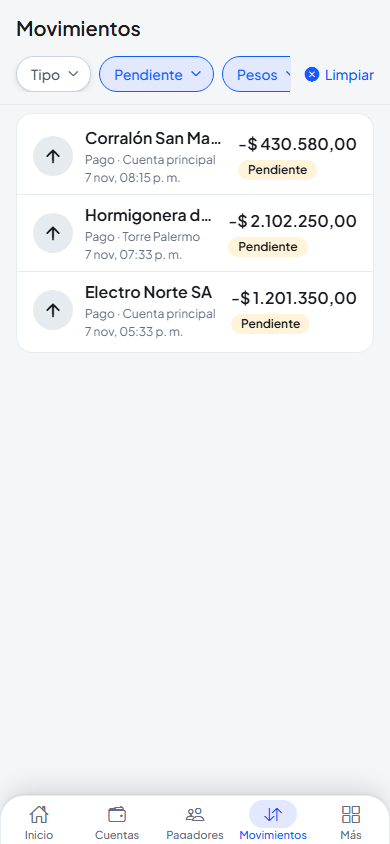 Movimientos
Tipo
Pendiente
Pesos
Limpiar
Corralón San Ma...
-$ 430.580,00
Pago · Cuenta principal
Pendiente
7 nov, 08:15 p. m.
Hormigonera d...
-$ 2.102.250,00
Pago · Torre Palermo
Pendiente
7 nov, 07:33 p. m.
Electro Norte SA
-$ 1.201.350,00
Pago · Cuenta principal
Pendiente
7 nov, 05:33 p. m.
Inicio
Cuentas
Pagadores
Movimientos
Más